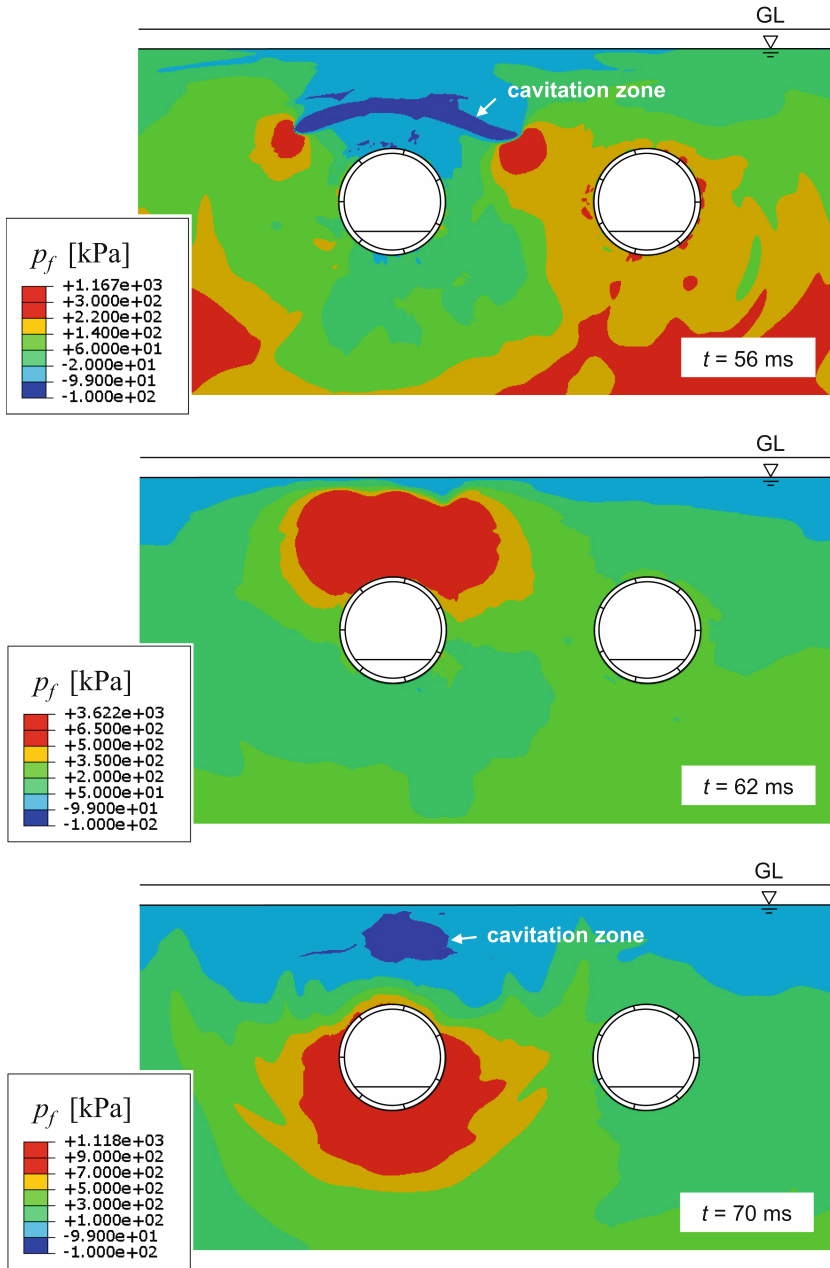 GL
cavitation zone
p_f [kPa]
+1.167e+03
+3.000e+02
+2.200e+02
+1.400e+02
+6.000e+01
-2.000e+01
-9.900e+01
-1.000e+02
t = 56 ms
GL
p_f [kPa]
+3.622e+03
+6.500e+02
+5.000e+02
+3.500e+02
+2.000e+02
+5.000e+01
-9.900e+01
-1.000e+02
t = 62 ms
GL
cavitation zone
p_f [kPa]
+1.118e+03
+9.000e+02
+7.000e+02
+5.000e+02
+3.000e+02
+1.000e+02
-9.900e+01
-1.000e+02
t = 70 ms